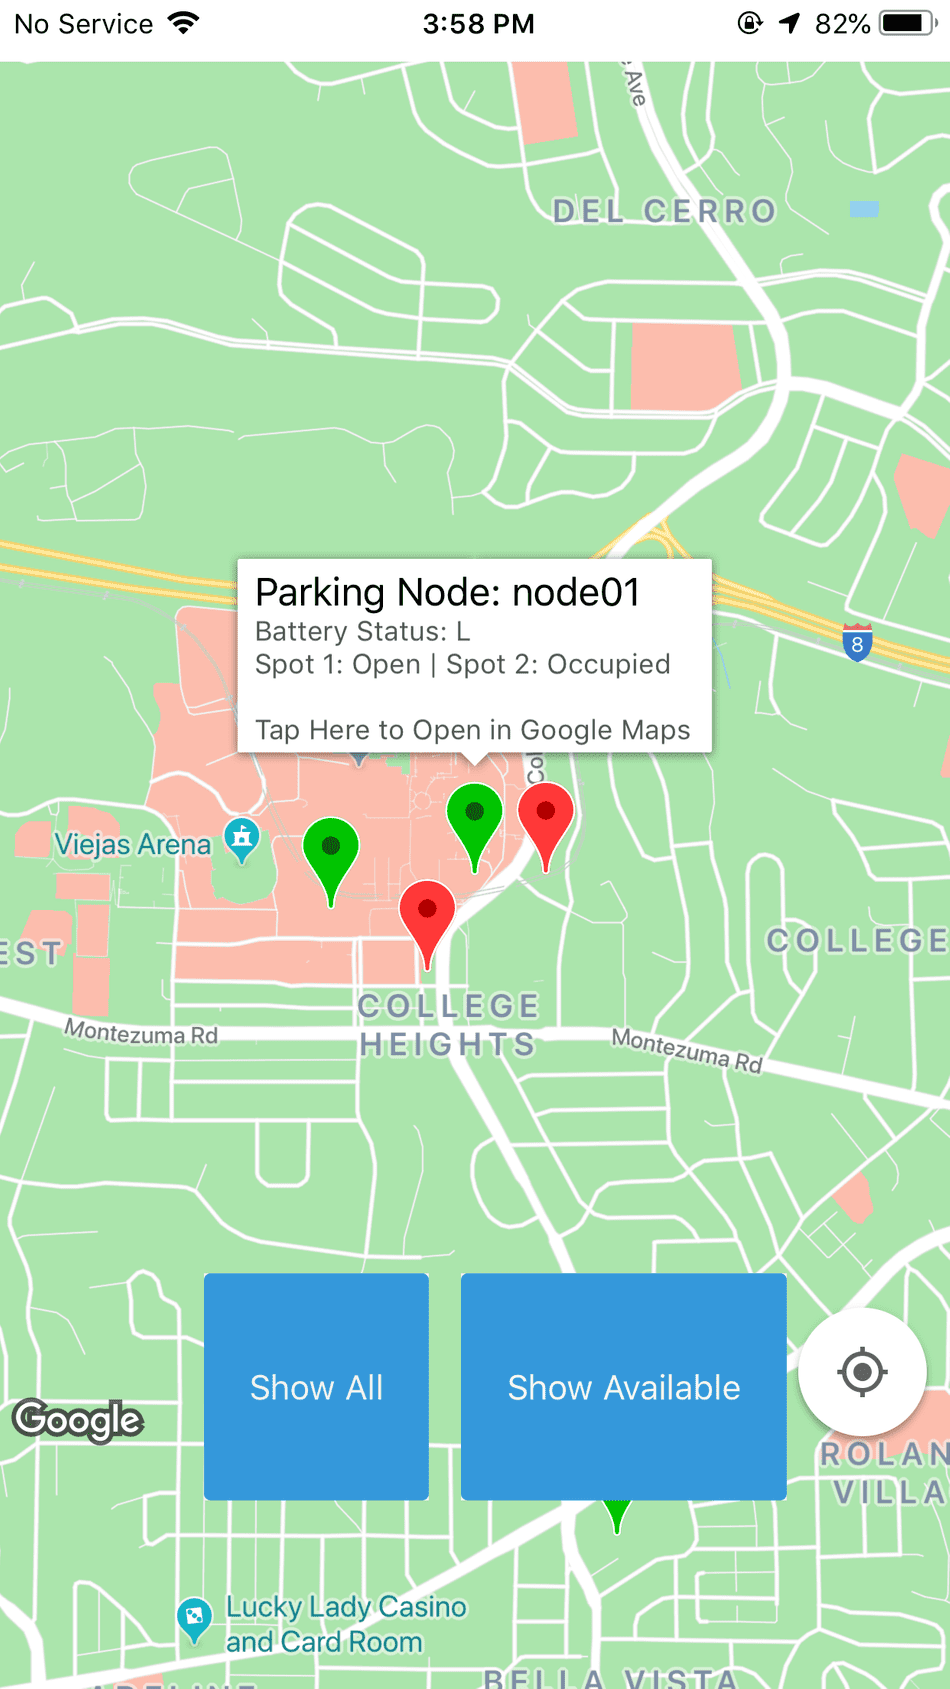 No Service
3:58 PM
82%
Ave
DEL CERRO
Parking Node: node01
Battery Status: L
Spot 1: Open | Spot 2: Occupied
Tap Here to Open in Google Maps
8
Col
Viejas Arena
EST
COLLEGE
COLLEGE
HEIGHTS
Montezuma Rd
Montezuma Rd
Show All
Show Available
Google
ROLAN
VILLA
Lucky Lady Casino
and Card Room
BELLA VISTA